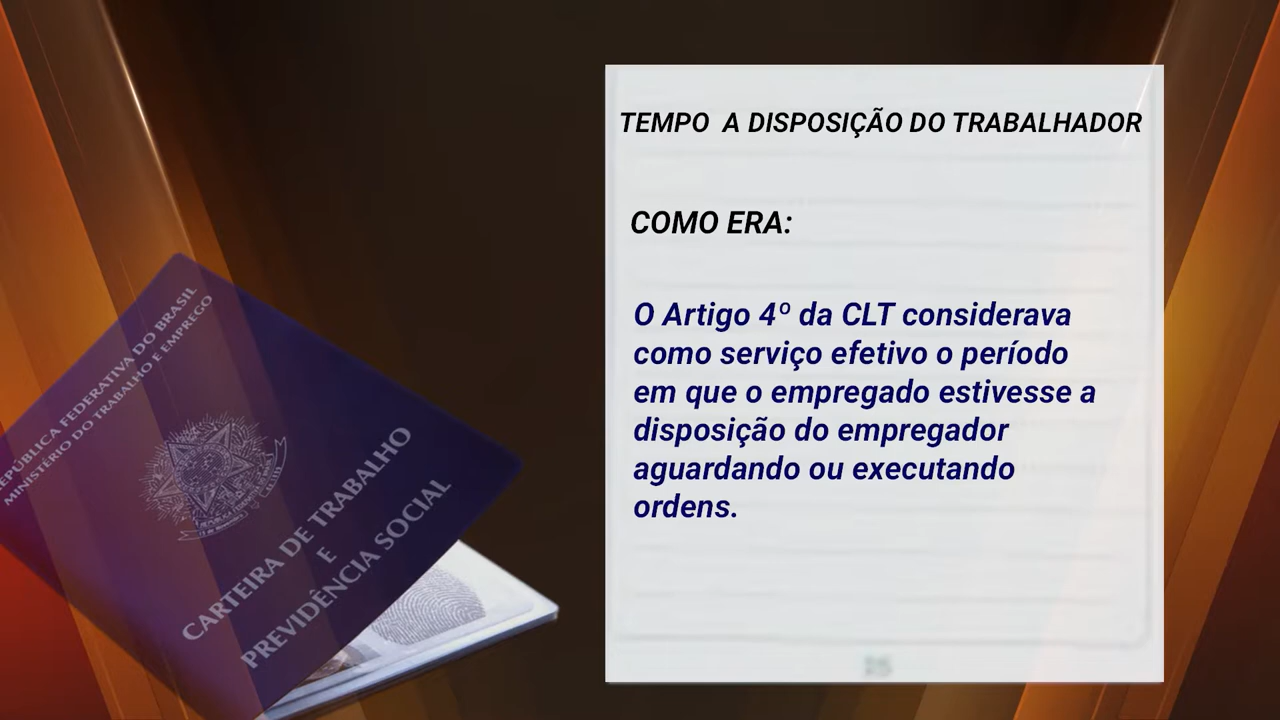 REPÚBLICA FEDERATIVA DO BRASIL
MINISTÉRIO DO TRABALHO E EMPREGO
CARTEIRA DE TRABALHO
E
PREVIDÊNCIA SOCIAL
TEMPO A DISPOSIÇÃO DO TRABALHADOR
COMO ERA:
O Artigo 4º da CLT considerava
como serviço efetivo o período
em que o empregado estivesse a
disposição do empregador
aguardando ou executando
ordens.